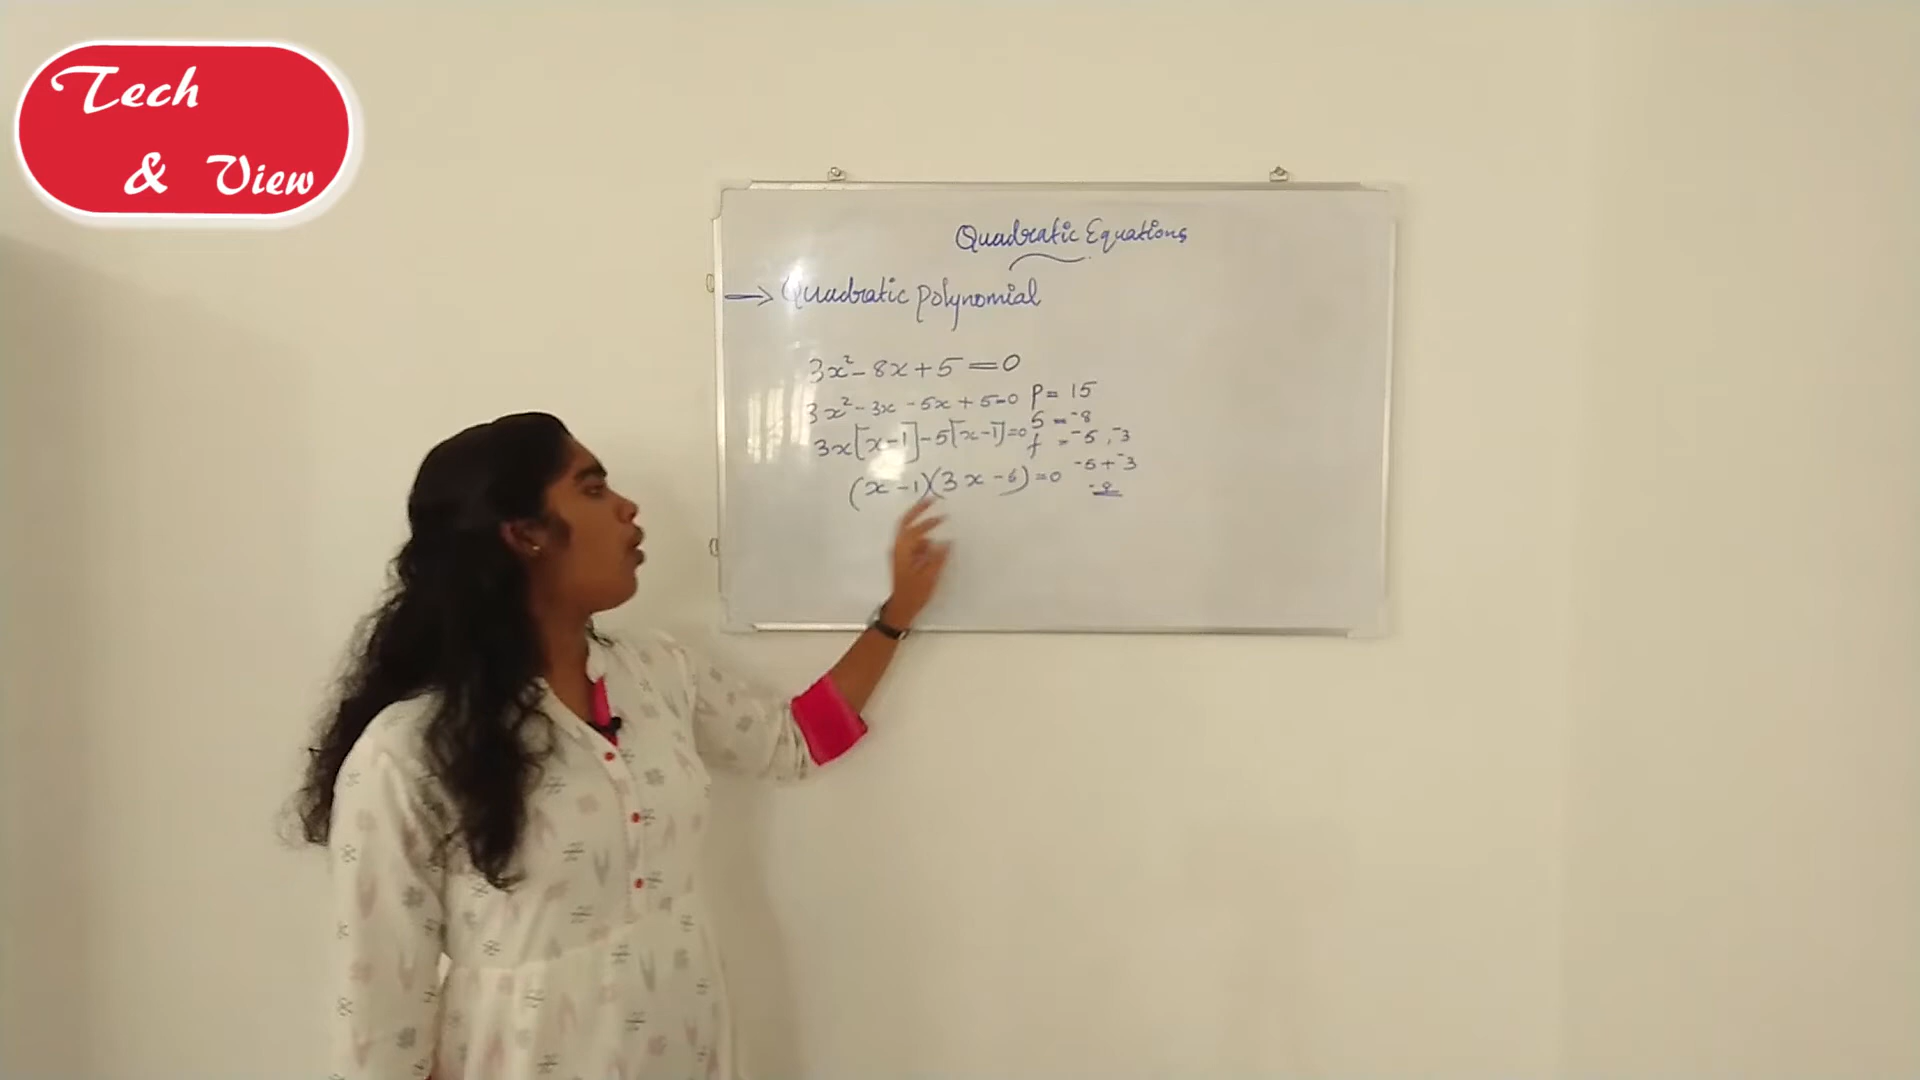 Tech
& View
Quadratic Equations
→ Quadratic Polynomial
3x² - 8x + 5 = 0
3x² - 3x - 5x + 5 = 0 P = 15
S = -8
3x[x-1] - 5[x-1] = 0 f = -5, -3
-5 + -3
(x - 1)(3x - 5) = 0
-8